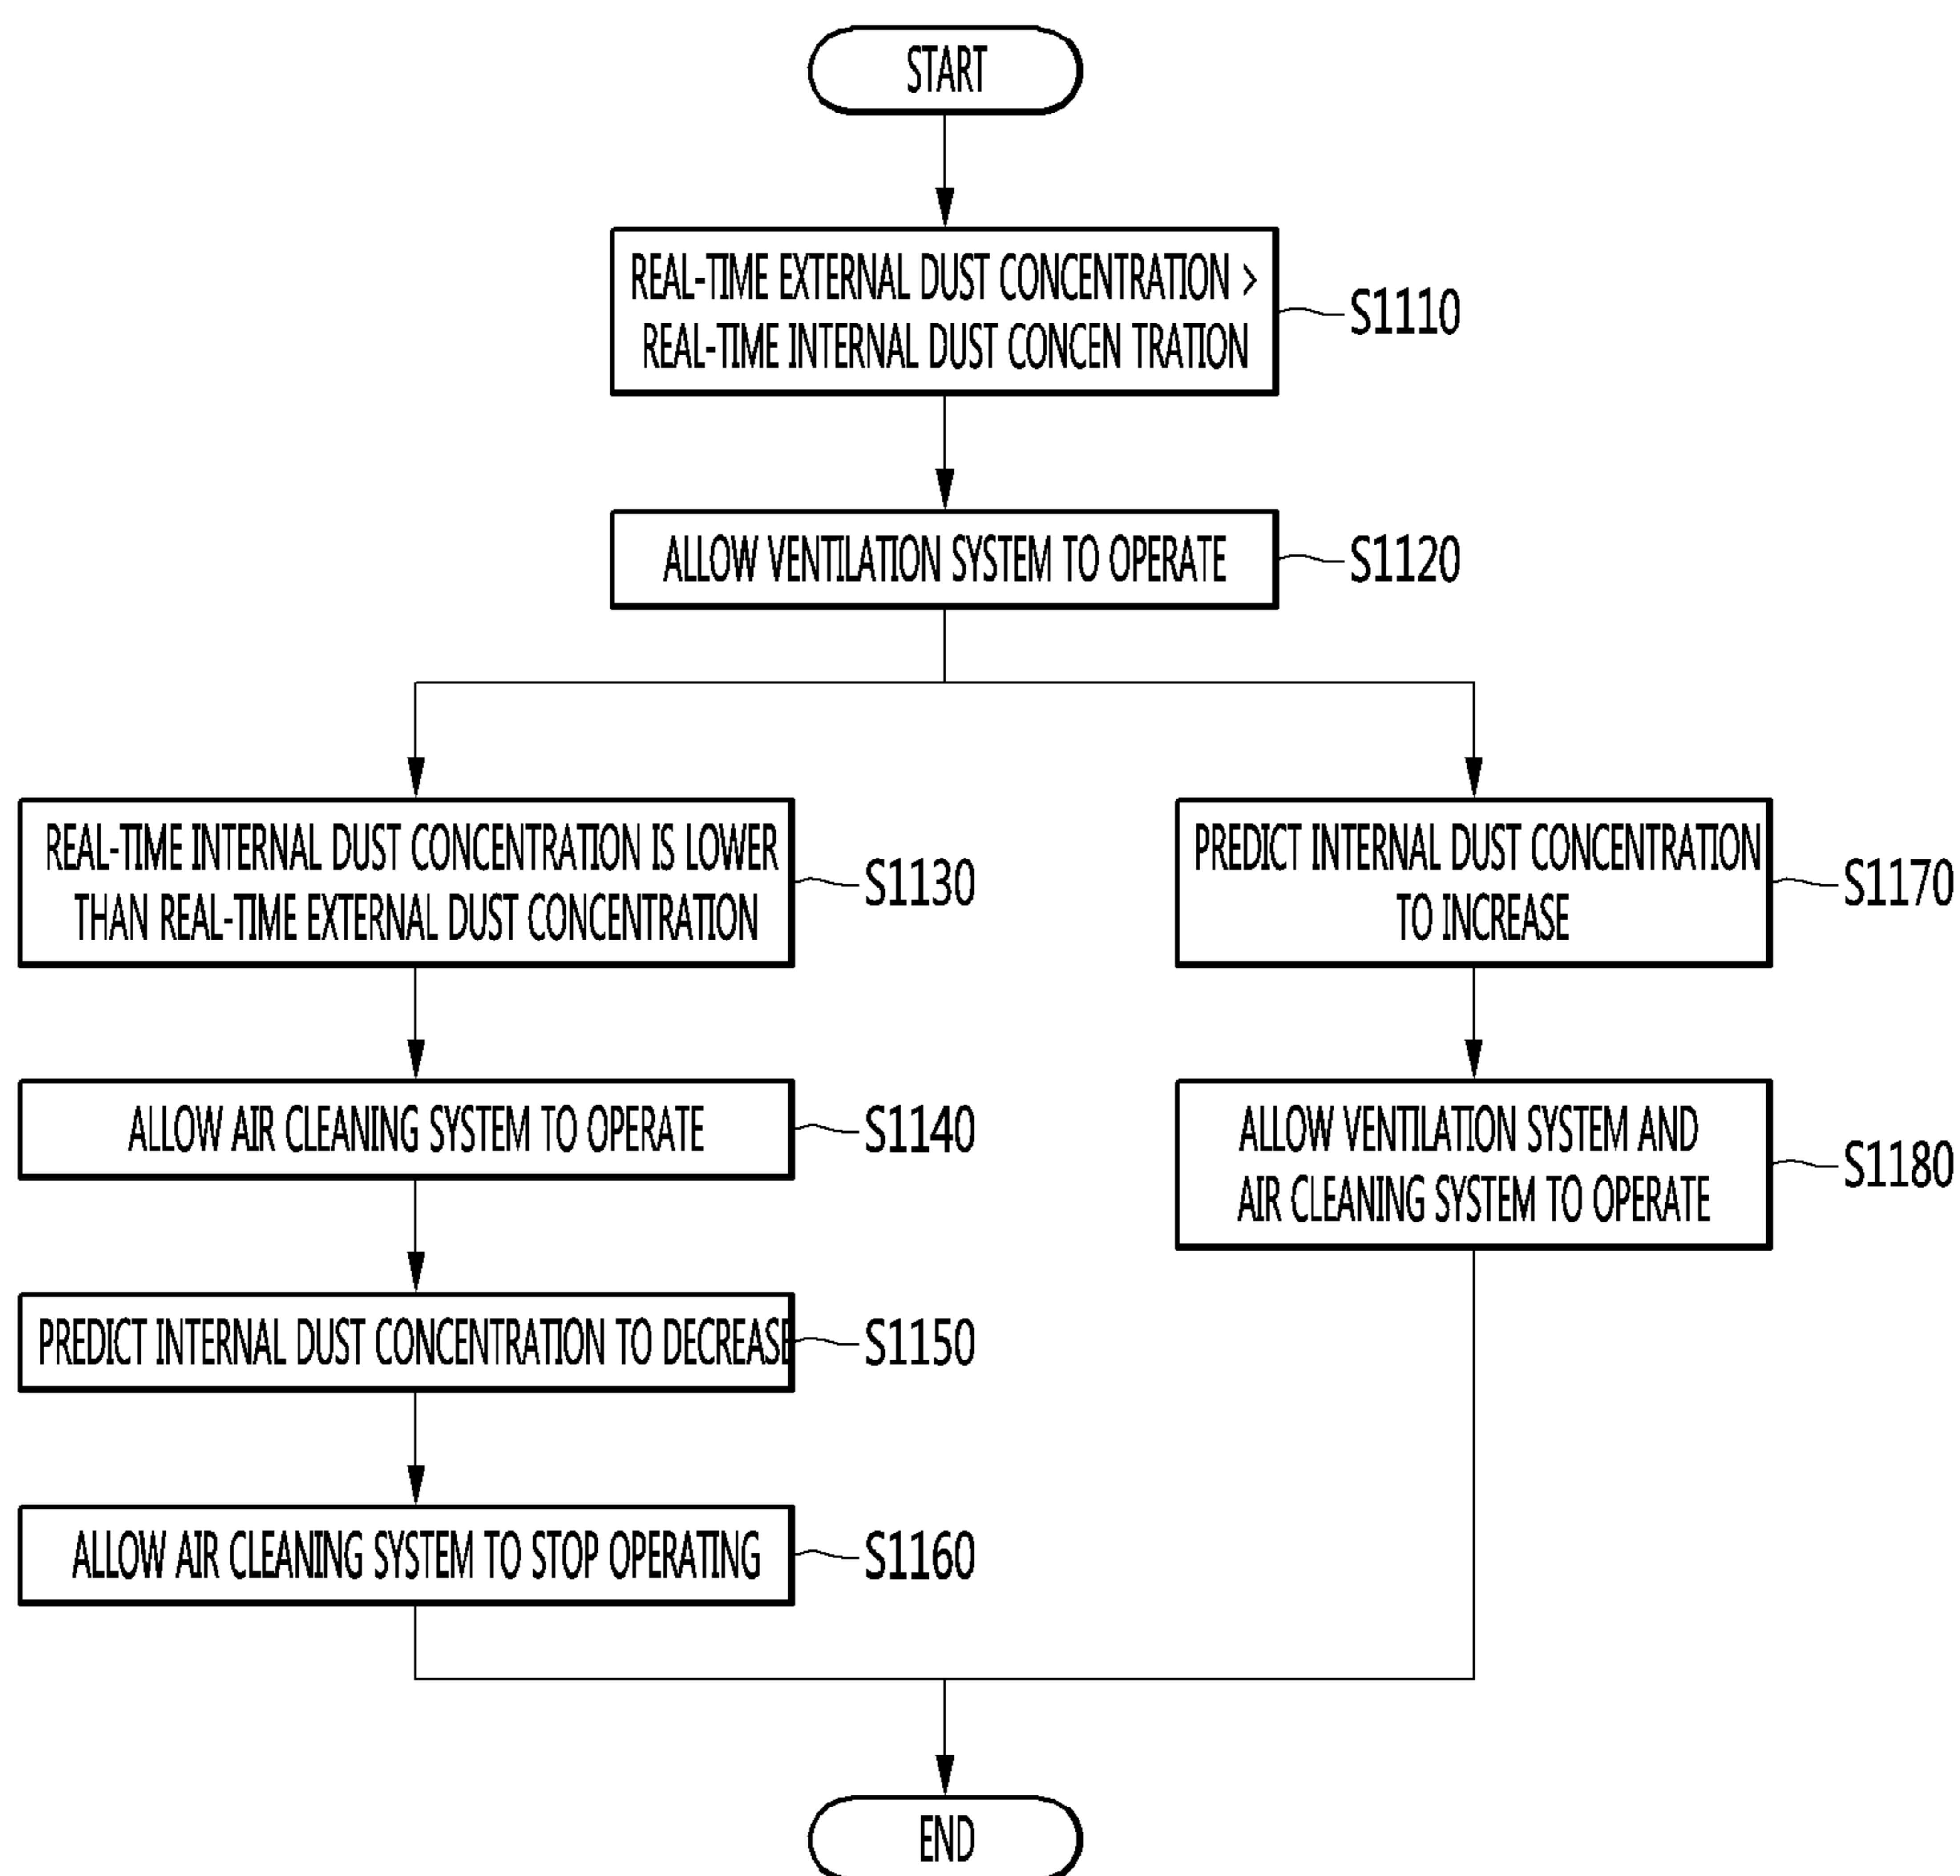 START
REAL-TIME EXTERNAL DUST CONCENTRATION >
REAL-TIME INTERNAL DUST CONCEN TRATION
S1110
ALLOW VENTILATION SYSTEM TO OPERATE
S1120
REAL-TIME INTERNAL DUST CONCENTRATION IS LOWER
THAN REAL-TIME EXTERNAL DUST CONCENTRATION
S1130
ALLOW AIR CLEANING SYSTEM TO OPERATE
S1140
PREDICT INTERNAL DUST CONCENTRATION TO DECREASE
S1150
ALLOW AIR CLEANING SYSTEM TO STOP OPERATING
S1160
PREDICT INTERNAL DUST CONCENTRATION
TO INCREASE
S1170
ALLOW VENTILATION SYSTEM AND
AIR CLEANING SYSTEM TO OPERATE
S1180
END